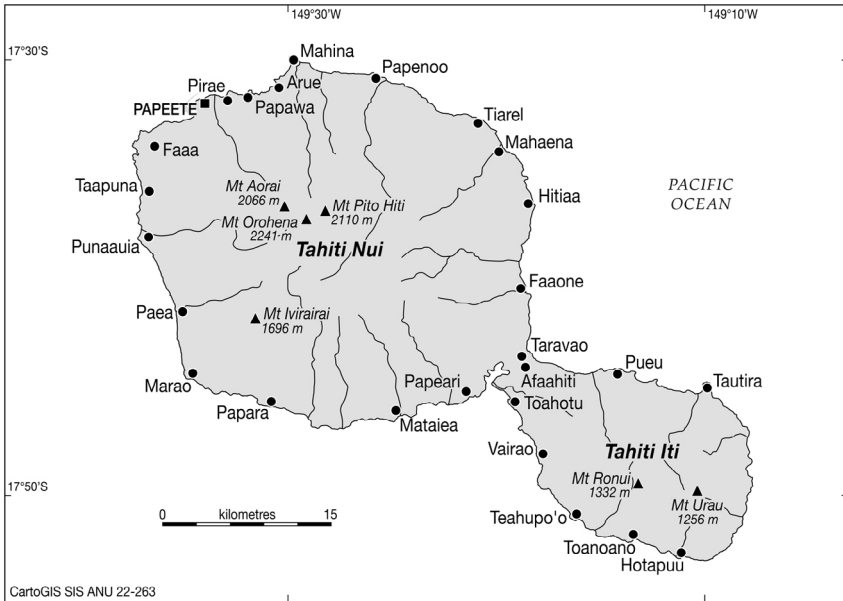 149°30'W
149°10'W
17°30'S
Mahina
Papenoo
Pirae
Arue
PAPEETE
Papawa
Tiarel
Faaa
Mahaena
Taapuna
Mt Aorai
2066 m
Mt Pito Hiti
2110 m
Hitiaa
PACIFIC
OCEAN
Mt Orohena
2241 m
Punaauia
Tahiti Nui
Faaone
Paea
Mt Ivirairai
1696 m
Taravao
Marao
Papeari
Afaahiti
Pueu
Tautira
Papara
Mataiea
Toahotu
Vairao
Tahiti Iti
Mt Ronui
1332 m
17°50'S
Mt Urau
1256 m
0 kilometres 15
Teahupo'o
Toanoano
Hotapuu
CartoGIS SIS ANU 22-263